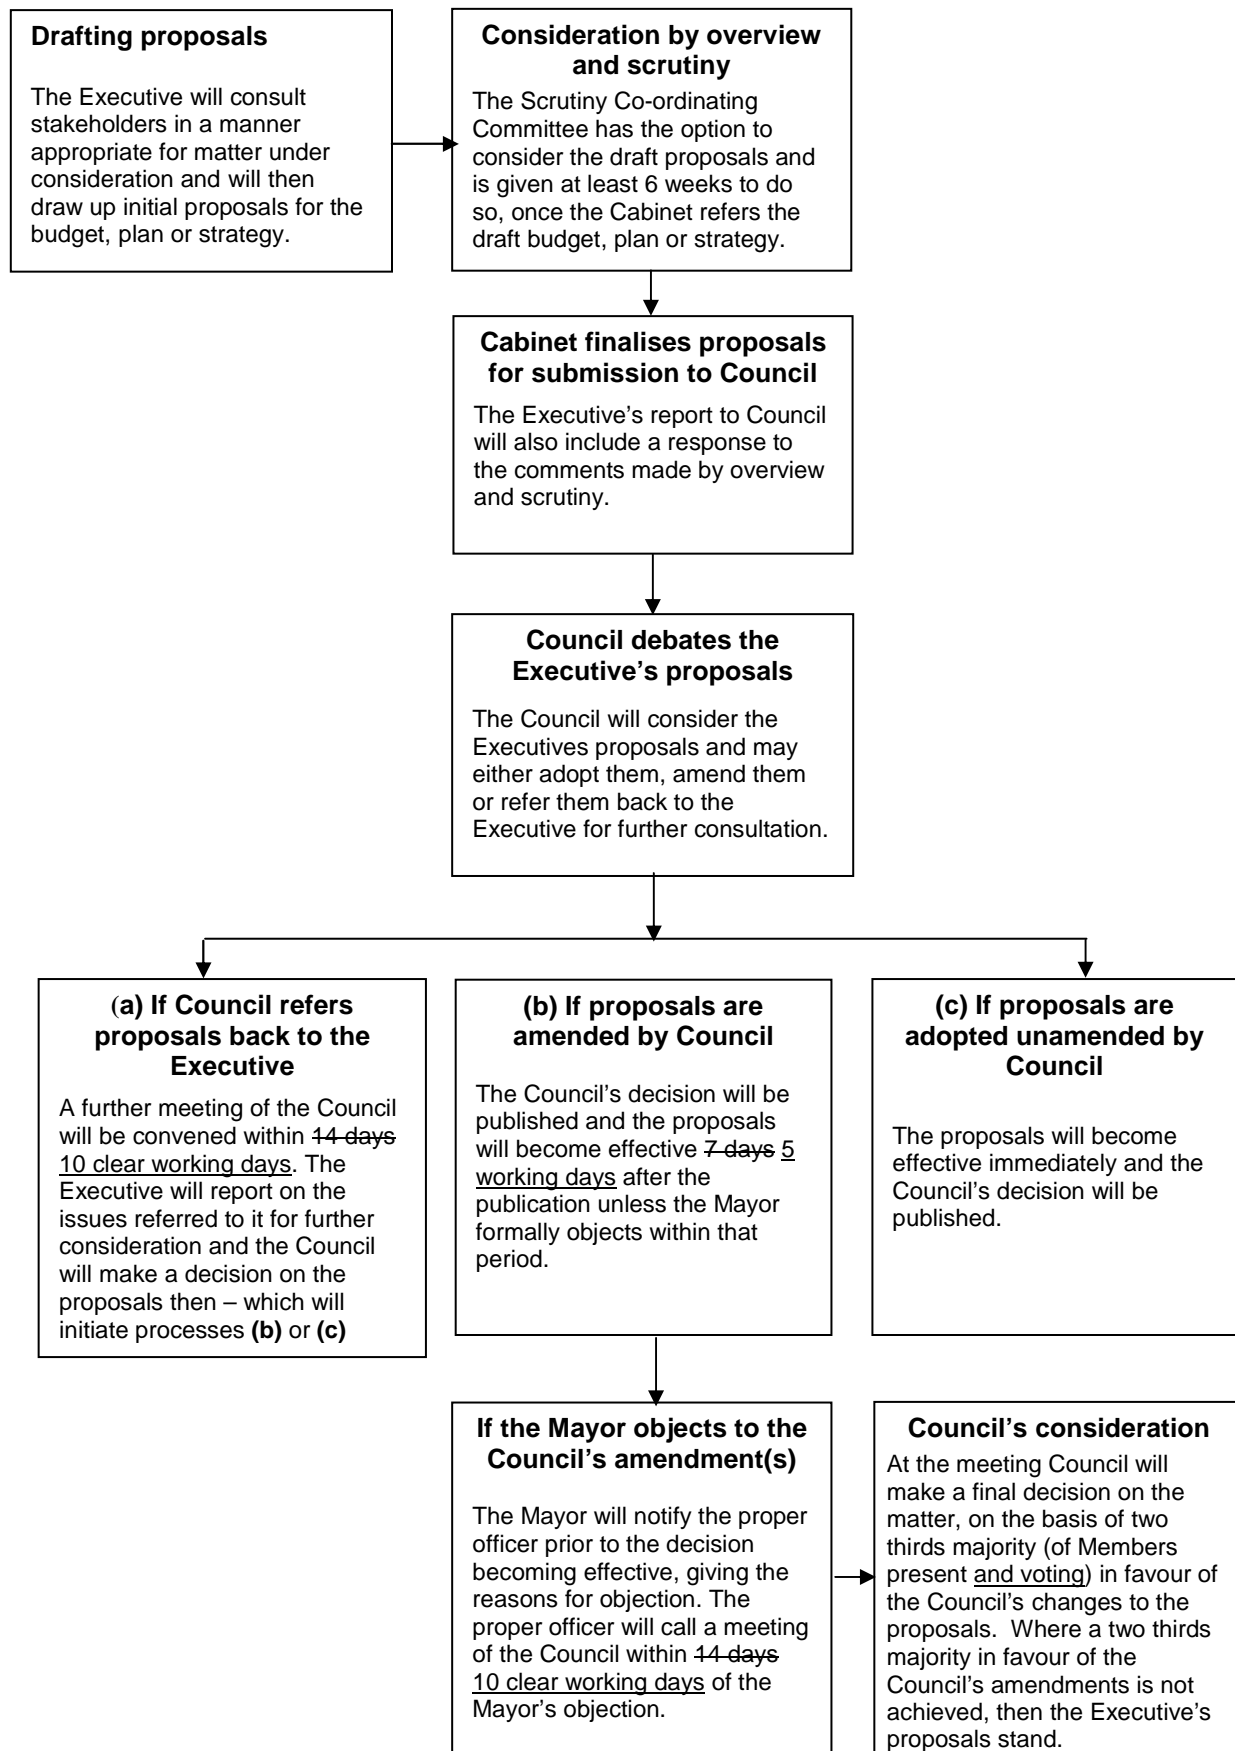 Drafting proposals
The Executive will consult
stakeholders in a manner
appropriate for matter under
consideration and will then
draw up initial proposals for the
budget, plan or strategy.
Consideration by overview
and scrutiny
The Scrutiny Co-ordinating
Committee has the option to
consider the draft proposals and
is given at least 6 weeks to do
so, once the Cabinet refers the
draft budget, plan or strategy.
Cabinet finalises proposals
for submission to Council
The Executive’s report to Council
will also include a response to
the comments made by overview
and scrutiny.
Council debates the
Executive’s proposals
The Council will consider the
Executives proposals and may
either adopt them, amend them
or refer them back to the
Executive for further consultation.
(a) If Council refers
proposals back to the
Executive
A further meeting of the Council
will be convened within 14 days
10 clear working days. The
Executive will report on the
issues referred to it for further
consideration and the Council
will make a decision on the
proposals then – which will
initiate processes (b) or (c)
(b) If proposals are
amended by Council
The Council’s decision will be
published and the proposals
will become effective 7 days 5
working days after the
publication unless the Mayor
formally objects within that
period.
(c) If proposals are
adopted unamended by
Council
The proposals will become
effective immediately and the
Council’s decision will be
published.
If the Mayor objects to the
Council’s amendment(s)
The Mayor will notify the proper
officer prior to the decision
becoming effective, giving the
reasons for objection. The
proper officer will call a meeting
of the Council within 14 days
10 clear working days of the
Mayor’s objection.
Council’s consideration
At the meeting Council will
make a final decision on the
matter, on the basis of two
thirds majority (of Members
present and voting) in favour of
the Council’s changes to the
proposals. Where a two thirds
majority in favour of the
Council’s amendments is not
achieved, then the Executive’s
proposals stand.